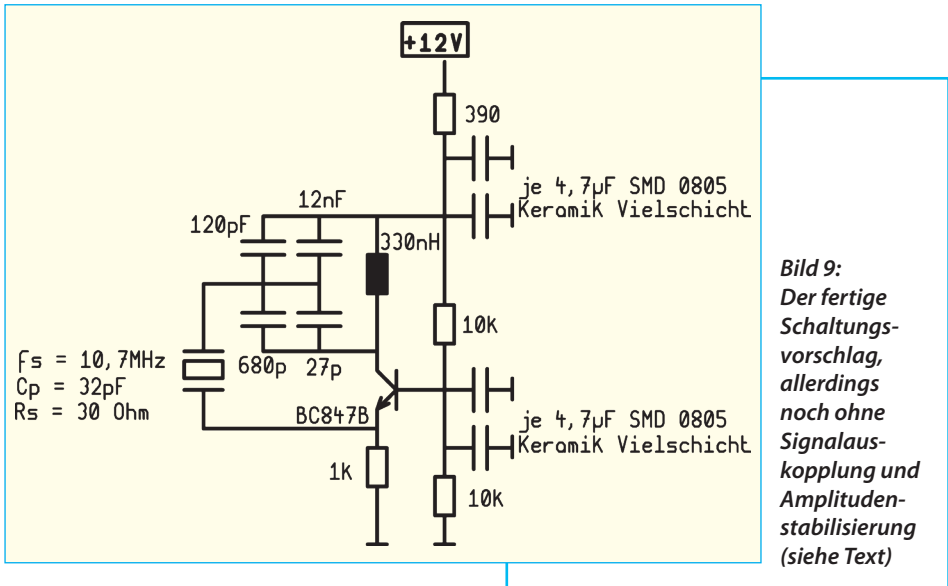 +12V
390
je 4,7µF SMD 0805
Keramik Vielschicht
12nF
120pF
330nH
10K
Fs = 10,7MHz
Cp = 32pF
Rs = 30 Ohm
680p
27p
BC847B
je 4,7µF SMD 0805
Keramik Vielschicht
1K
10K
Bild 9:
Der fertige
Schaltungs-
vorschlag,
allerdings
noch ohne
Signalaus-
kopplung und
Amplituden-
stabilisierung
(siehe Text)